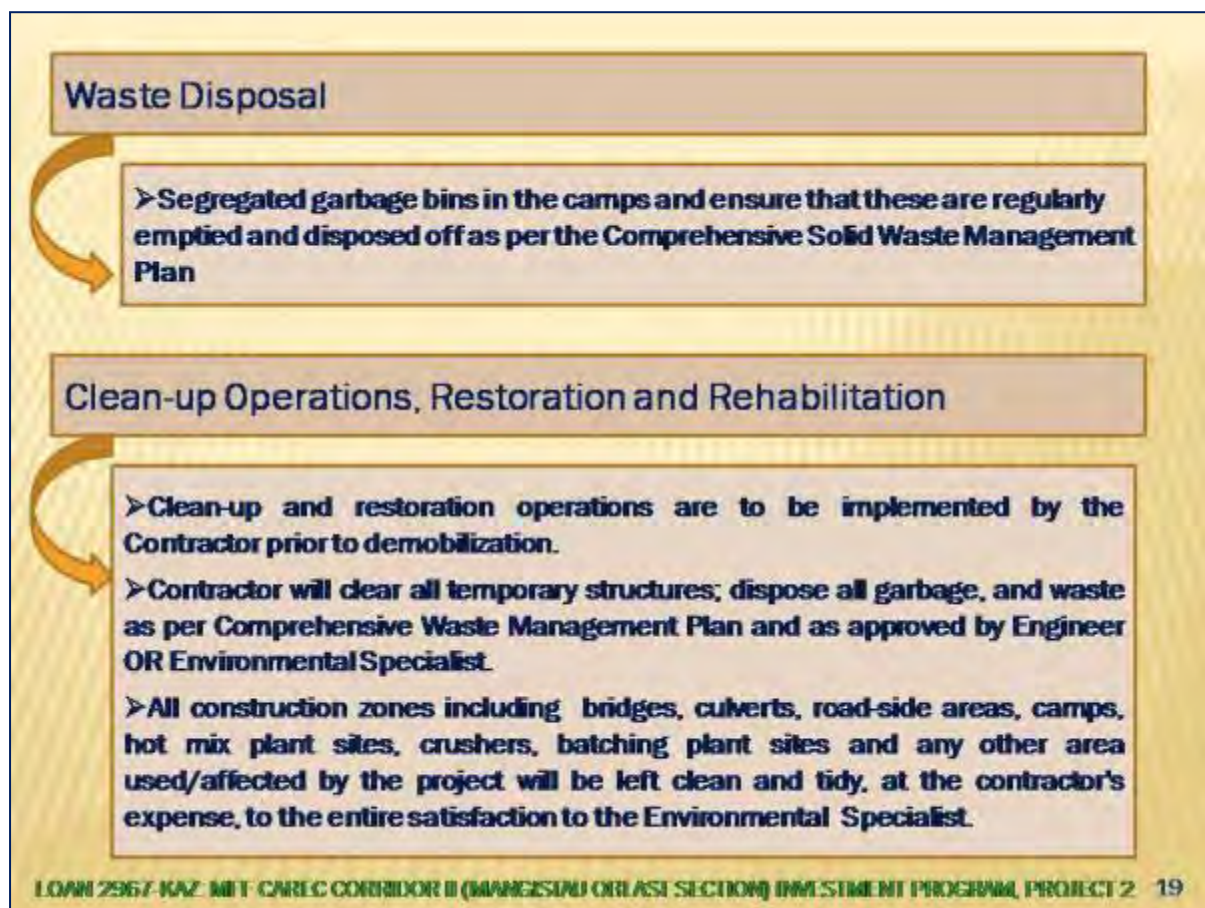 Waste Disposal
➢Segregated garbage bins in the camps and ensure that these are regularly
emptied and disposed off as per the Comprehensive Solid Waste Management
Plan
Clean-up Operations, Restoration and Rehabilitation
➢Clean-up and restoration operations are to be implemented by the
Contractor prior to demobilization.
➢Contractor will clear all temporary structures; dispose all garbage, and waste
as per Comprehensive Waste Management Plan and as approved by Engineer
OR Environmental Specialist.
➢All construction zones including bridges, culverts, road-side areas, camps,
hot mix plant sites, crushers, batching plant sites and any other area
used/affected by the project will be left clean and tidy, at the contractor's
expense, to the entire satisfaction to the Environmental Specialist.
LOAN 2967-KAZ: MFF-CAREC CORRIDOR II (MANGISTAU OBLAST SECTION) INVESTMENT PROGRAM, PROJECT 2 19